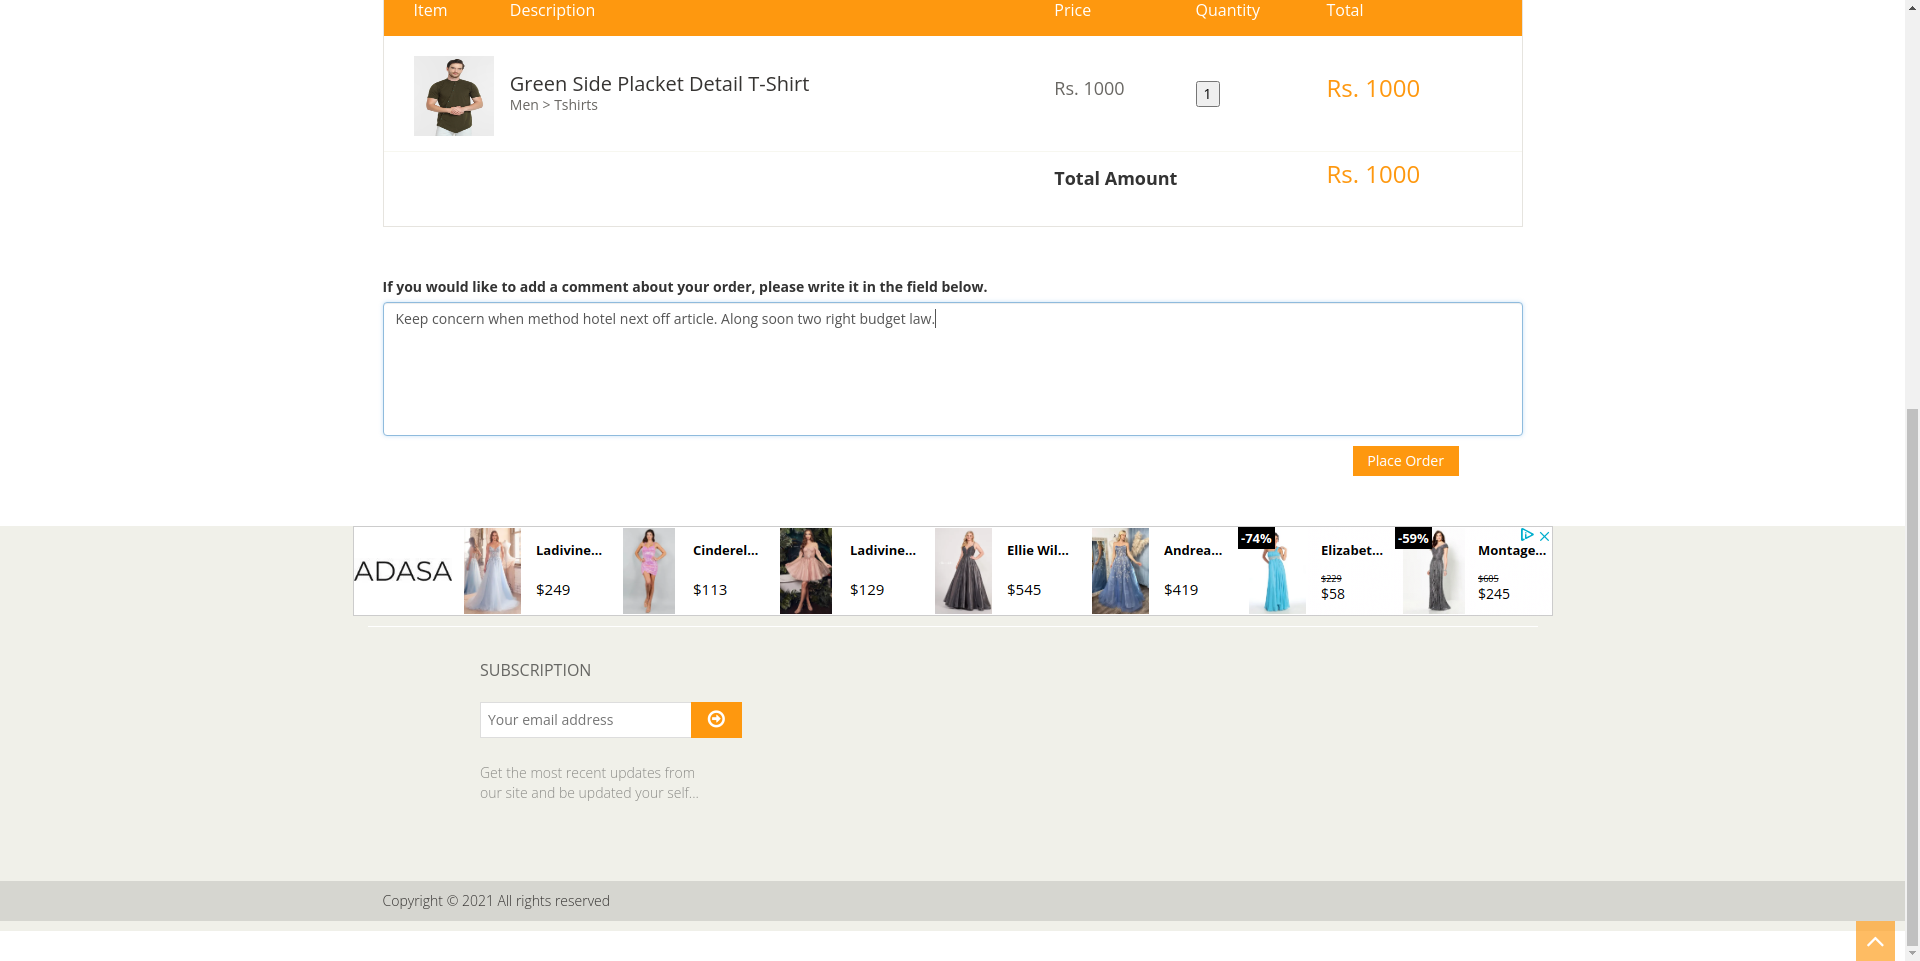 Item Description Price Quantity Total
Green Side Placket Detail T-Shirt
Men > Tshirts
Rs. 1000
1
Rs. 1000
Total Amount Rs. 1000
If you would like to add a comment about your order, please write it in the field below.
Keep concern when method hotel next off article. Along soon two right budget law.
Place Order
ADASA
Ladivine...
$249
Cinderel...
$113
Ladivine...
$129
Ellie Wil...
$545
Andrea...
$419
-74%
Elizabet...
$229
$58
-59%
Montage...
$685
$245
SUBSCRIPTION
Your email address
Get the most recent updates from
our site and be updated your self...
Copyright © 2021 All rights reserved